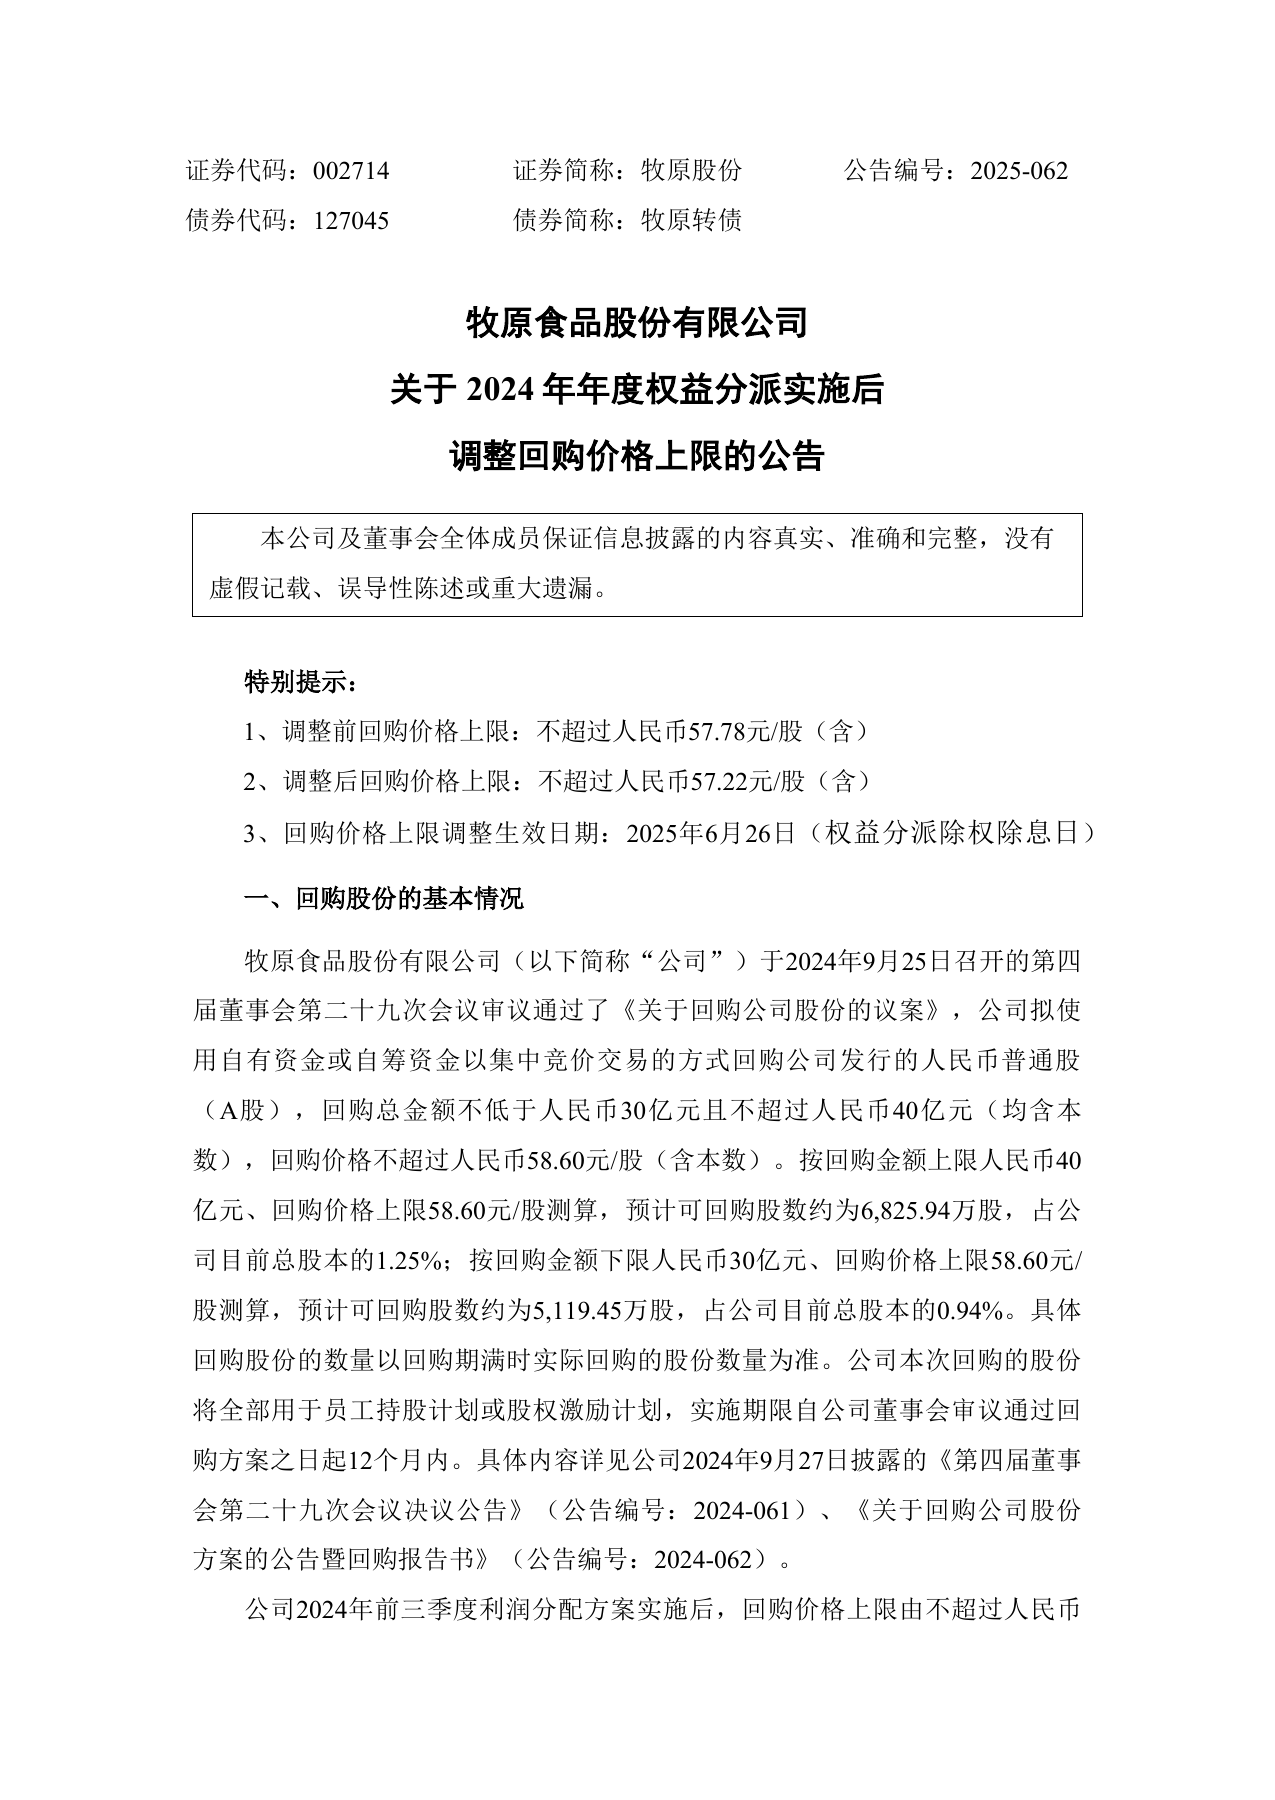 证券代码：002714 证券简称：牧原股份 公告编号：2025-062
债券代码：127045 债券简称：牧原转债
牧原食品股份有限公司
关于 2024 年年度权益分派实施后
调整回购价格上限的公告
本公司及董事会全体成员保证信息披露的内容真实、准确和完整，没有
虚假记载、误导性陈述或重大遗漏。
特别提示：
1、调整前回购价格上限：不超过人民币57.78元/股（含）
2、调整后回购价格上限：不超过人民币57.22元/股（含）
3、回购价格上限调整生效日期：2025年6月26日（权益分派除权除息日）
一、回购股份的基本情况
牧原食品股份有限公司（以下简称“公司”）于2024年9月25日召开的第四
届董事会第二十九次会议审议通过了《关于回购公司股份的议案》，公司拟使
用自有资金或自筹资金以集中竞价交易的方式回购公司发行的人民币普通股
（A股），回购总金额不低于人民币30亿元且不超过人民币40亿元（均含本
数），回购价格不超过人民币58.60元/股（含本数）。按回购金额上限人民币40
亿元、回购价格上限58.60元/股测算，预计可回购股数约为6,825.94万股，占公
司目前总股本的1.25%；按回购金额下限人民币30亿元、回购价格上限58.60元/
股测算，预计可回购股数约为5,119.45万股，占公司目前总股本的0.94%。具体
回购股份的数量以回购期满时实际回购的股份数量为准。公司本次回购的股份
将全部用于员工持股计划或股权激励计划，实施期限自公司董事会审议通过回
购方案之日起12个月内。具体内容详见公司2024年9月27日披露的《第四届董事
会第二十九次会议决议公告》（公告编号：2024-061）、《关于回购公司股份
方案的公告暨回购报告书》（公告编号：2024-062）。
公司2024年前三季度利润分配方案实施后，回购价格上限由不超过人民币